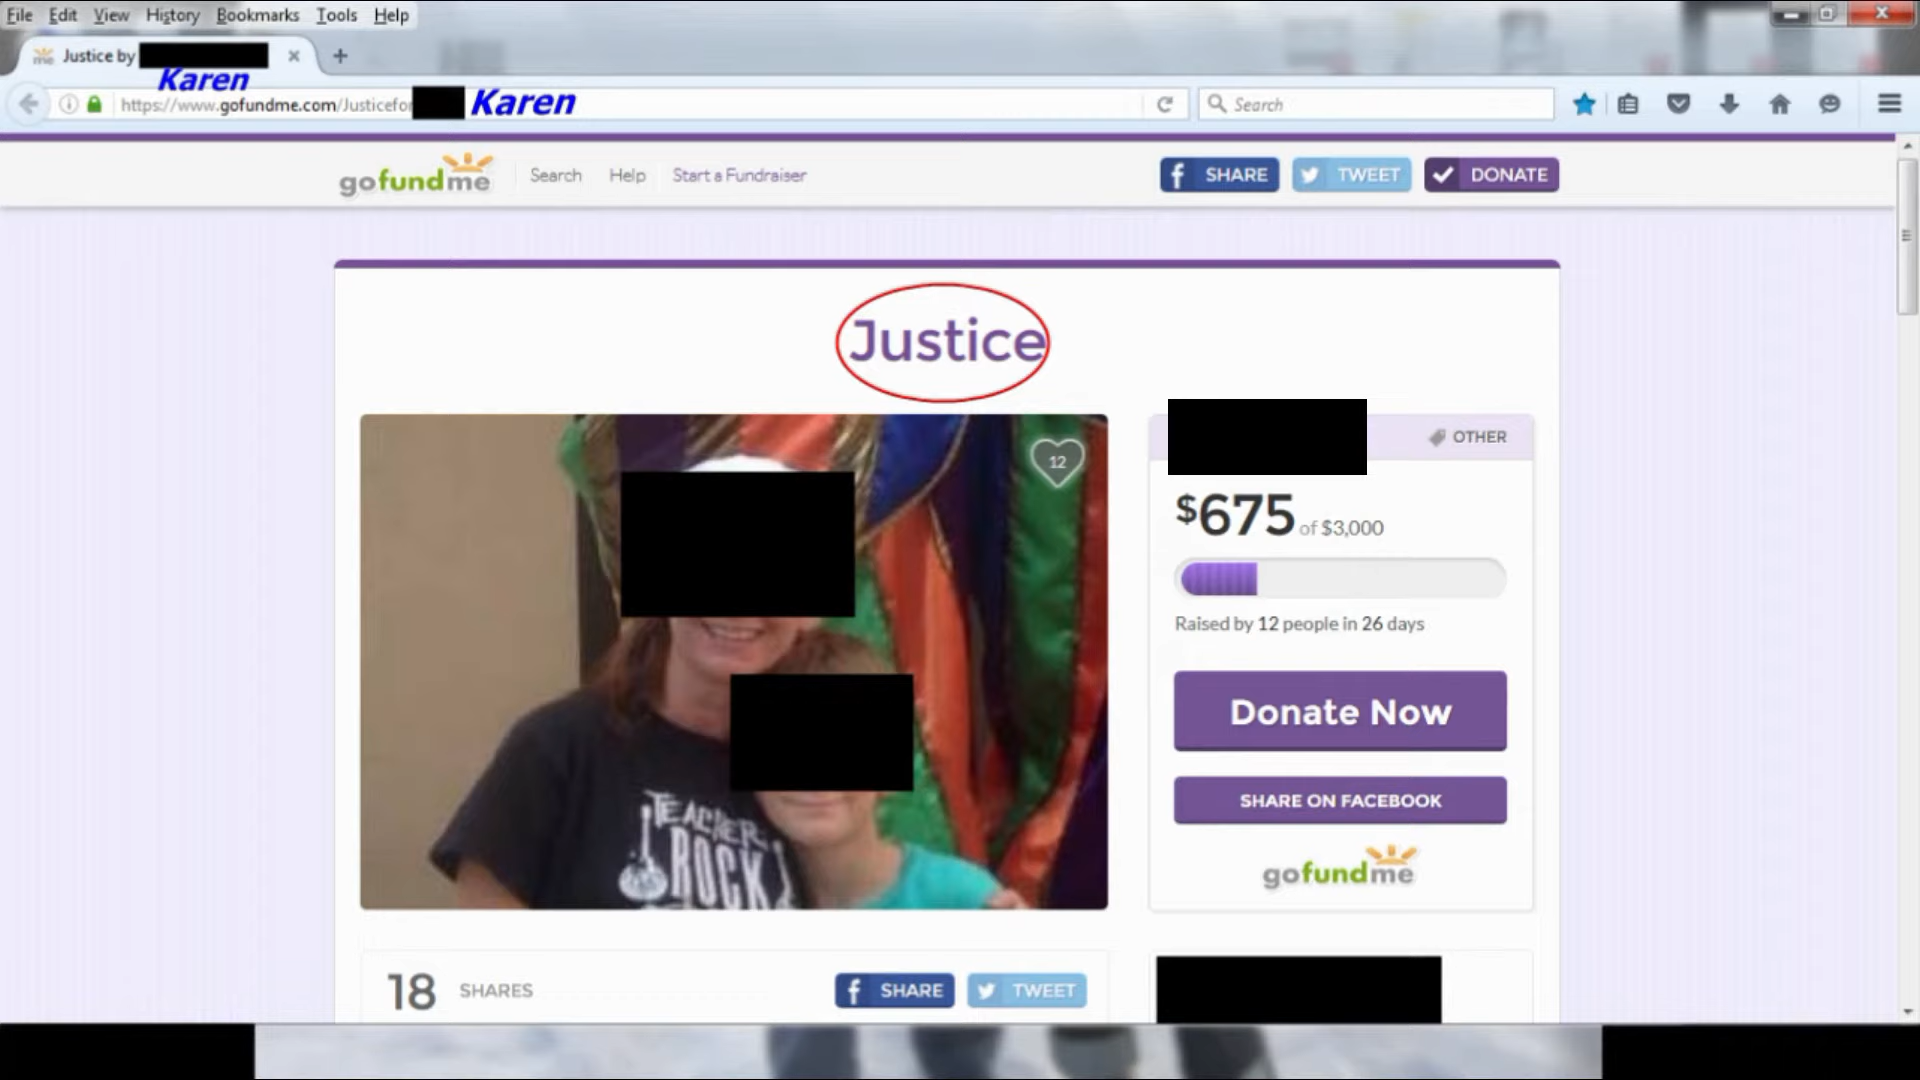 File Edit View History Bookmarks Tools Help
me Justice by
Karen
https://www.gofundme.com/Justicefo Karen
Search
gofundme Search Help Start a Fundraiser
SHARE TWEET DONATE
Justice
12
OTHER
$675 of $3,000
Raised by 12 people in 26 days
Donate Now
SHARE ON FACEBOOK
gofundme
TEACHER
ROCK
18 SHARES
SHARE TWEET